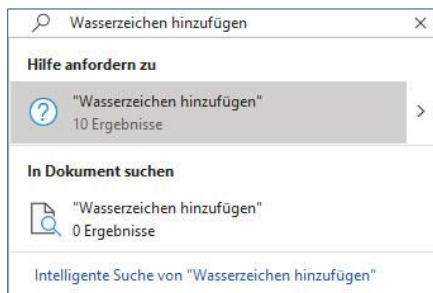 Wasserzeichen hinzufügen
Hilfe anfordern zu
"Wasserzeichen hinzufügen"
10 Ergebnisse
In Dokument suchen
"Wasserzeichen hinzufügen"
0 Ergebnisse
Intelligente Suche von "Wasserzeichen hinzufügen"